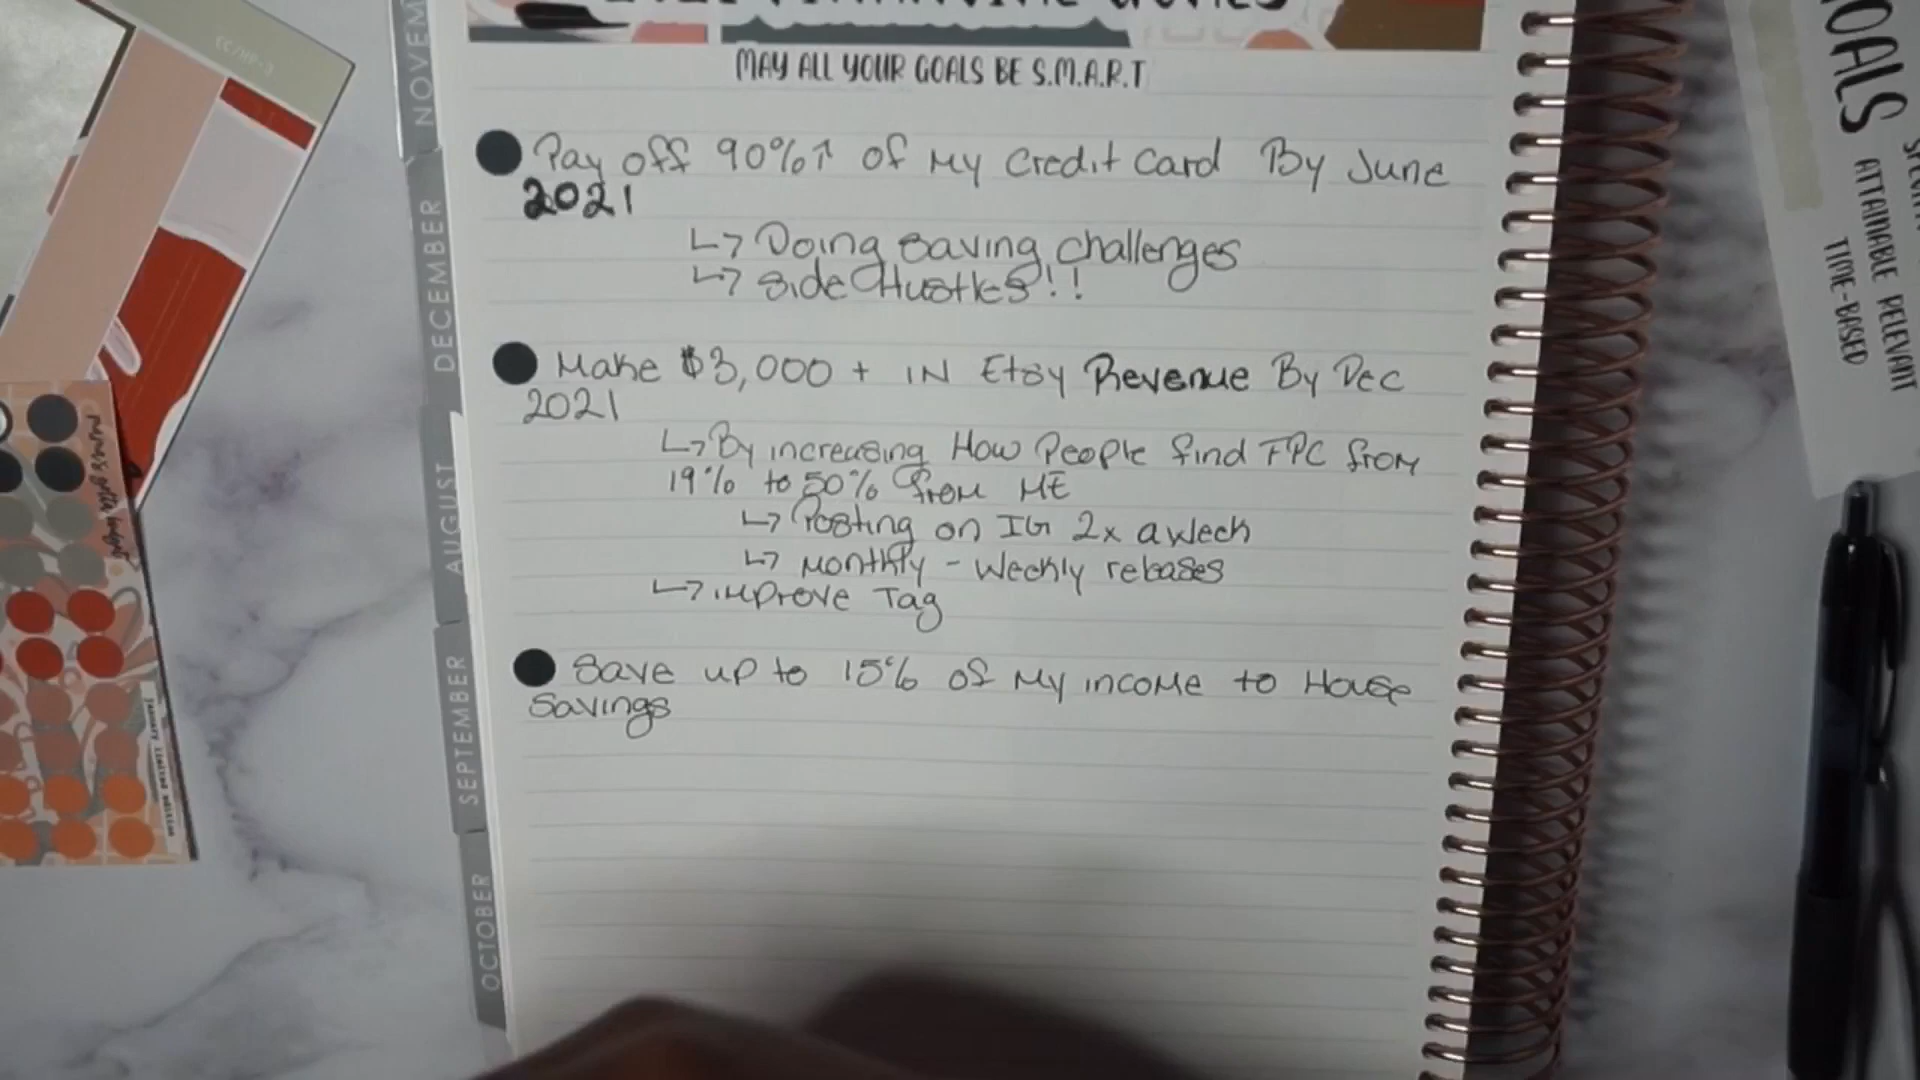 MAY ALL YOUR GOALS BE S.M.A.R.T
Pay off 90%↑ of My Credit Card By June
2021
↳ Doing Saving Challenges
↳ Side Hustles!!
Make $3,000 + IN Etsy Revenue By Dec
2021
↳ By increasing How People find FPC from
19% to 50% from ME
↳ Posting on IG 2x a week
↳ Monthly - Weekly rebases
↳ improve Tag
Save up to 15% of My income to House
Savings
NOVEM
DECEMBER
AUGUST
SEPTEMBER
OCTOBER
OALS
ATTAINABLE RELEVANT
TIME-BASED